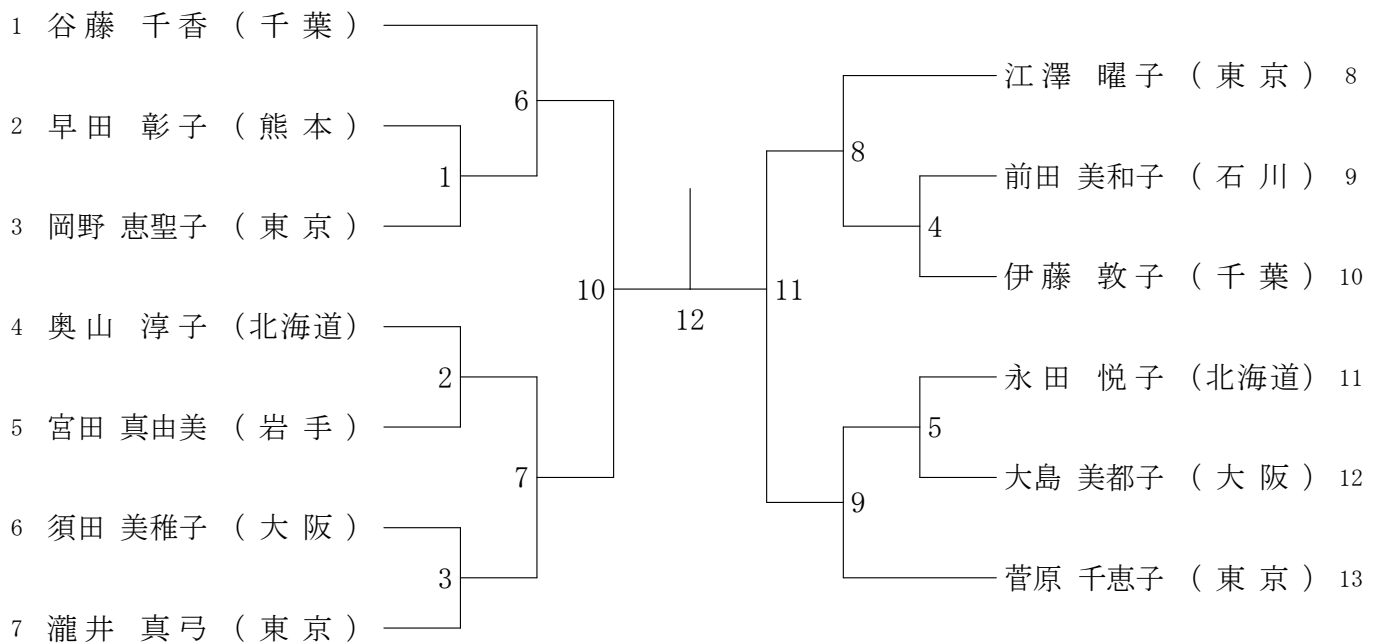 1 谷藤 千香 (千葉)
2 早田 彰子 (熊本)
3 岡野 恵聖子 (東京)
4 奥山 淳子 (北海道)
5 宮田 真由美 (岩手)
6 須田 美稚子 (大阪)
7 瀧井 真弓 (東京)
6
1
2
7
3
10
12
11
8
4
5
9
江澤 曜子 (東京) 8
前田 美和子 (石川) 9
伊藤 敦子 (千葉) 10
永田 悦子 (北海道) 11
大島 美都子 (大阪) 12
菅原 千恵子 (東京) 13